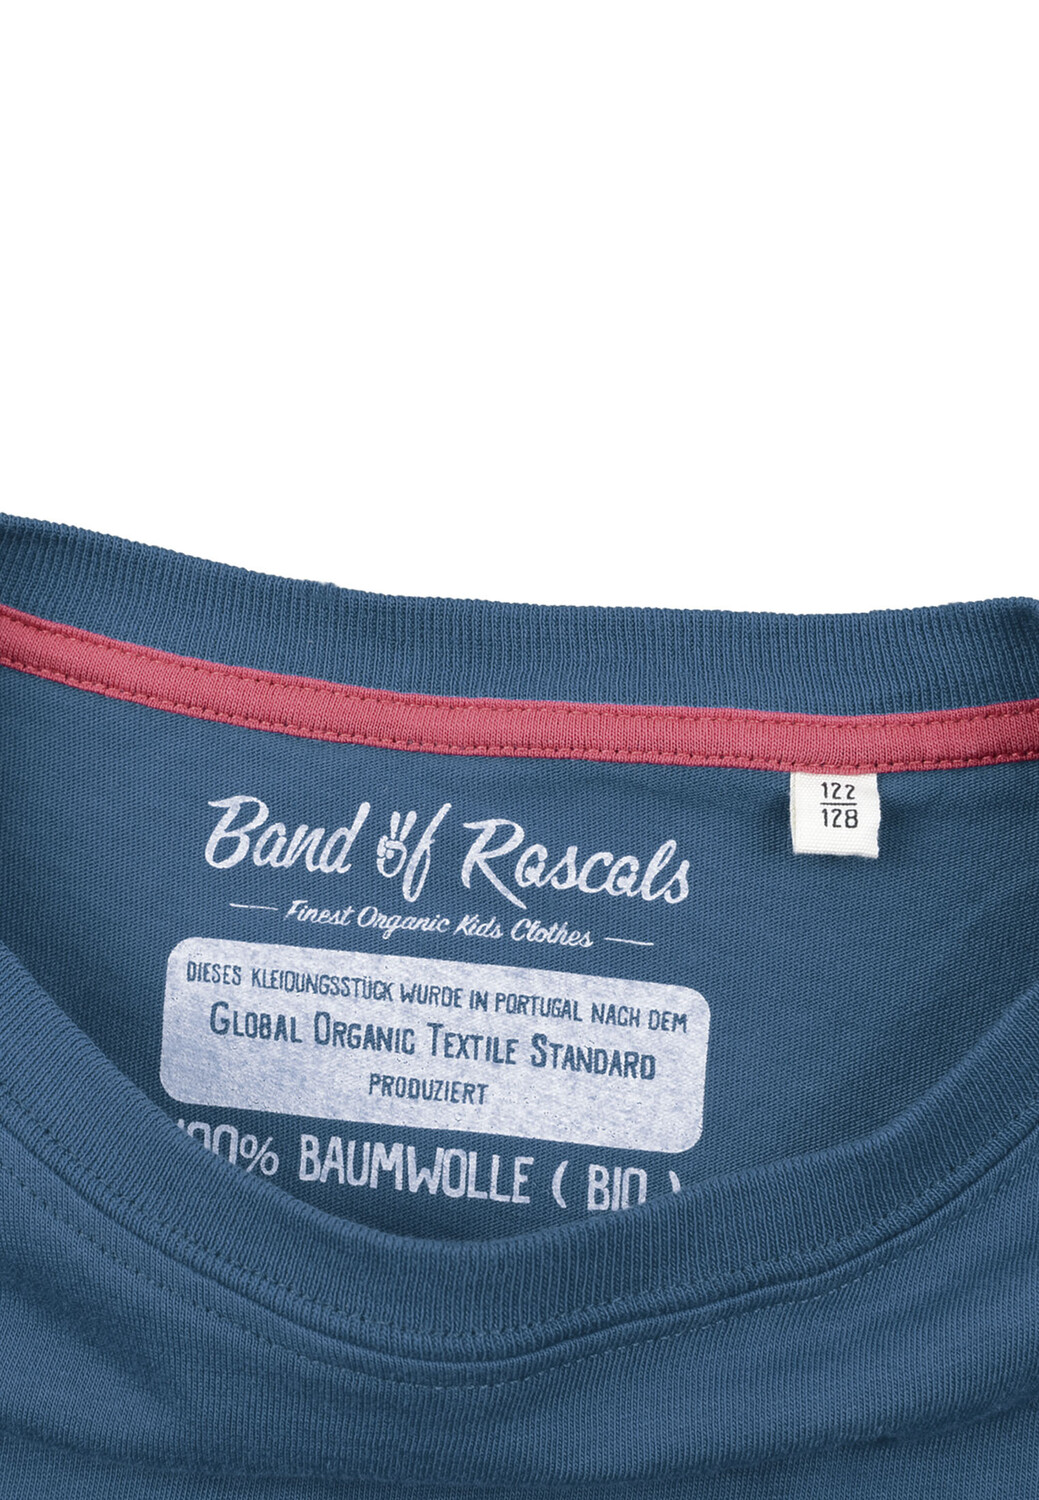 Band of Rascals
Finest Organic Kids Clothes
122
128
DIESES KLEIDUNGSSTÜCK WURDE IN PORTUGAL NACH DEM
GLOBAL ORGANIC TEXTILE STANDARD
PRODUZIERT
100% BAUMWOLLE ( BIO )